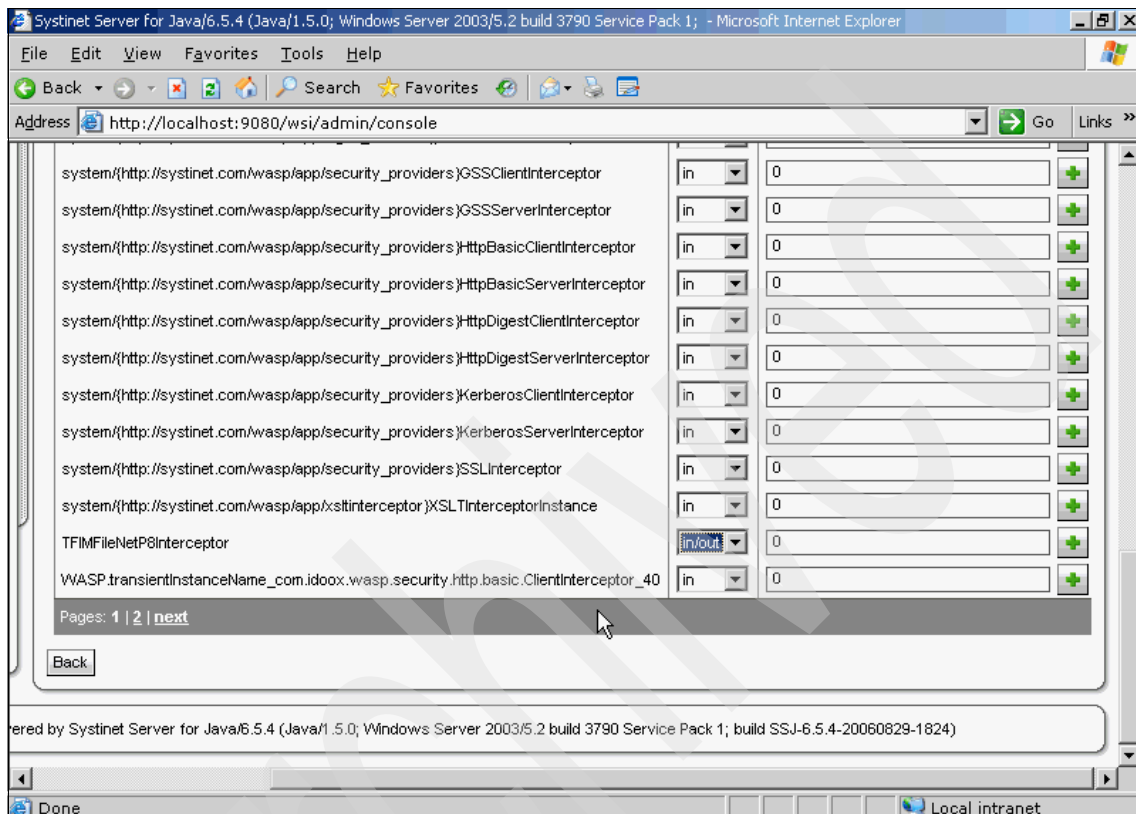 Systinet Server for Java/6.5.4 (Java/1.5.0; Windows Server 2003/5.2 build 3790 Service Pack 1; - Microsoft Internet Explorer
File Edit View Favorites Tools Help
Back Search Favorites
Address http://localhost:9080/wsi/admin/console Go Links »
system/{http://systinet.com/wasp/app/security_providers}GSSClientInterceptor in 0
system/{http://systinet.com/wasp/app/security_providers}GSSServerInterceptor in 0
system/{http://systinet.com/wasp/app/security_providers}HttpBasicClientInterceptor in 0
system/{http://systinet.com/wasp/app/security_providers}HttpBasicServerInterceptor in 0
system/{http://systinet.com/wasp/app/security_providers}HttpDigestClientInterceptor in 0
system/{http://systinet.com/wasp/app/security_providers}HttpDigestServerInterceptor in 0
system/{http://systinet.com/wasp/app/security_providers}KerberosClientInterceptor in 0
system/{http://systinet.com/wasp/app/security_providers}KerberosServerInterceptor in 0
system/{http://systinet.com/wasp/app/security_providers}SSLInterceptor in 0
system/{http://systinet.com/wasp/app/xsltinterceptor}XSLTInterceptorInstance in 0
TFIMFileNetP8Interceptor in/out 0
WASP.transientInstanceName_com.idoox.wasp.security.http.basic.ClientInterceptor_40 in 0
Pages: 1 | 2 | next
Back
ered by Systinet Server for Java/6.5.4 (Java/1.5.0; Windows Server 2003/5.2 build 3790 Service Pack 1; build SSJ-6.5.4-20060829-1824)
Done Local intranet